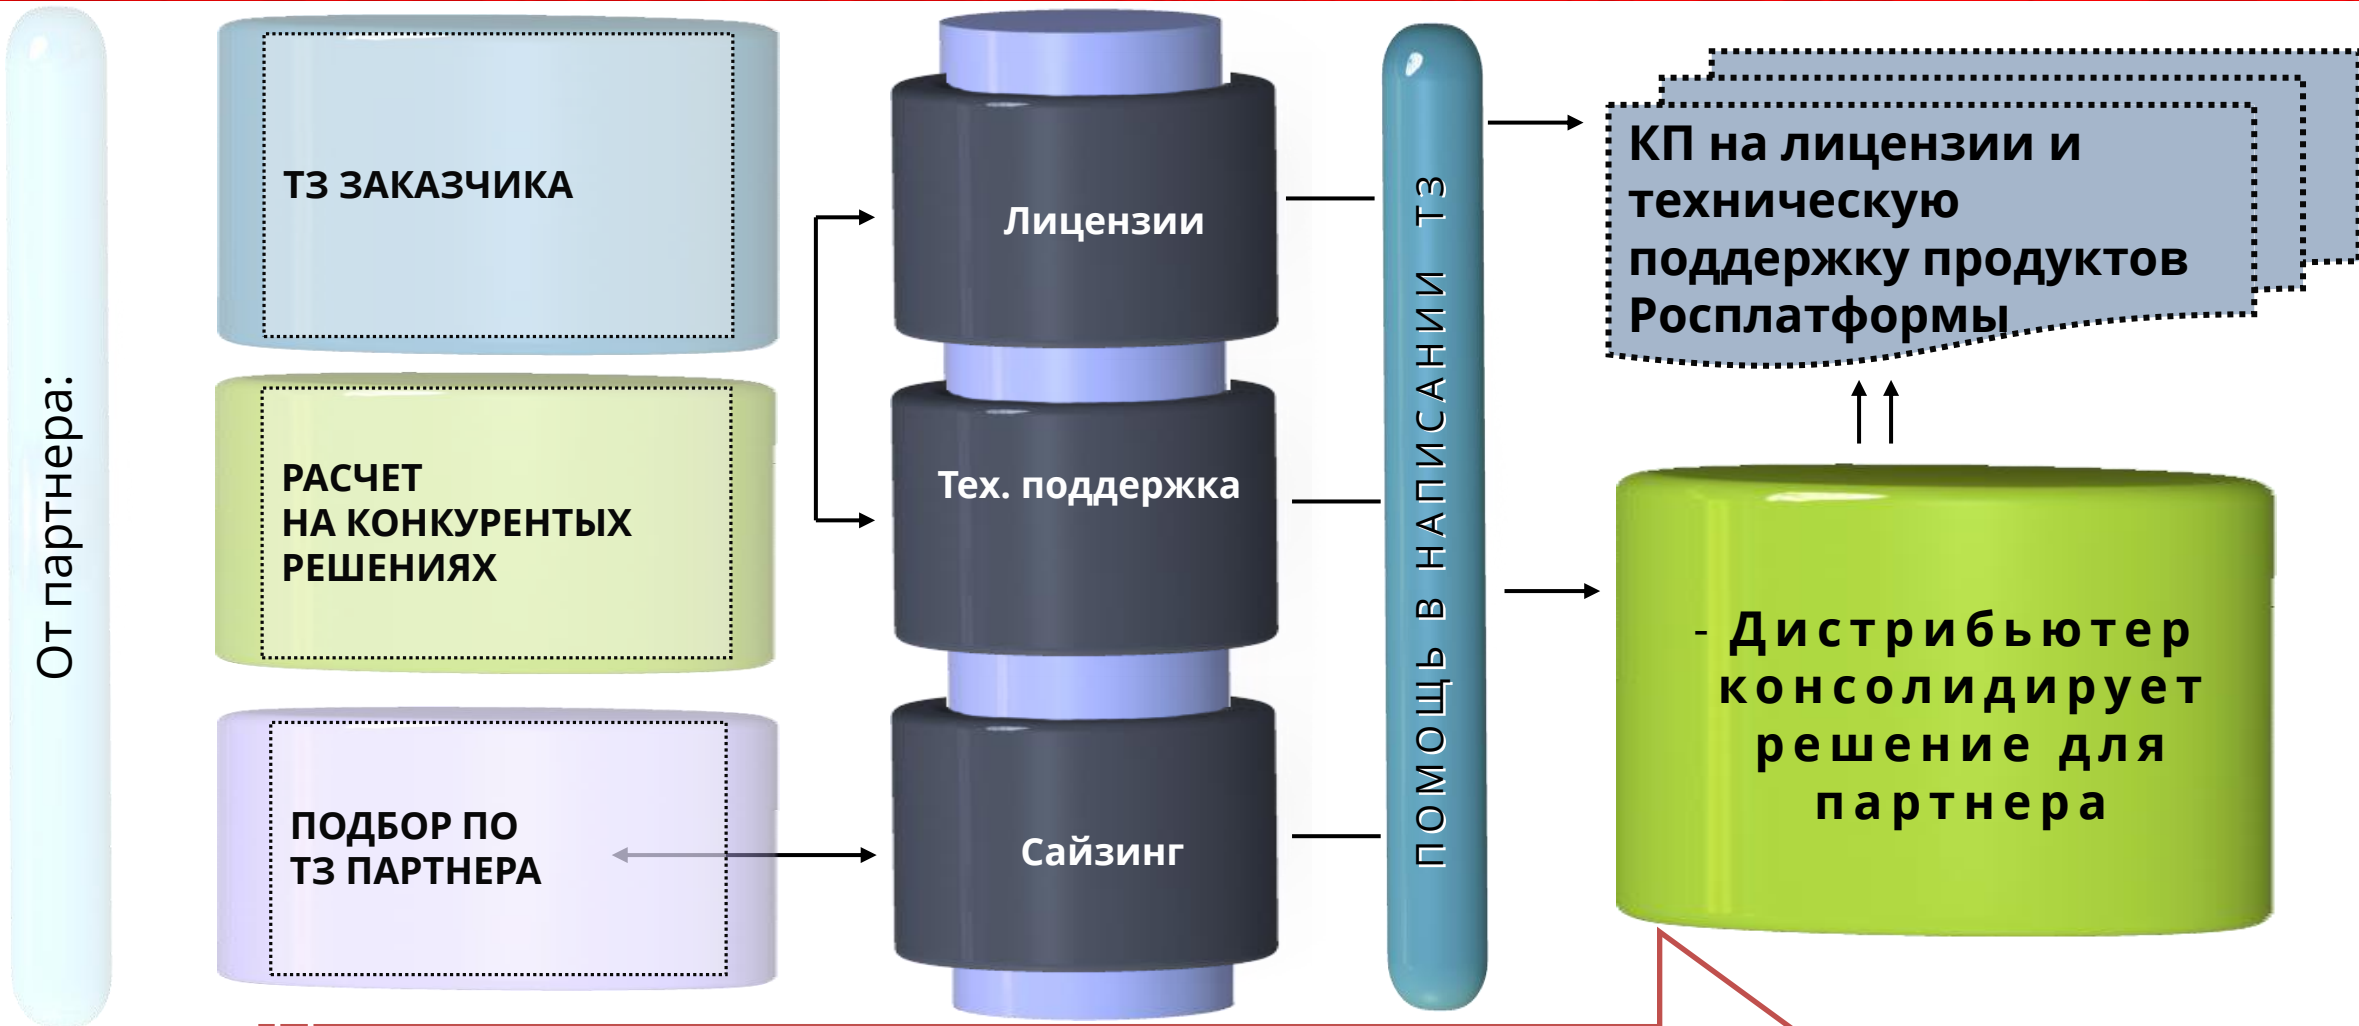 От партнера:
ТЗ ЗАКАЗЧИКА
РАСЧЕТ
НА КОНКУРЕНТЫХ
РЕШЕНИЯХ
ПОДБОР ПО
ТЗ ПАРТНЕРА
Лицензии
Тех. поддержка
Сайзинг
ПОМОЩЬ В НАПИСАНИИ ТЗ
КП на лицензии и
техническую
поддержку продуктов
Росплатформы
- Дистрибьютер
консолидирует
решение для
партнера